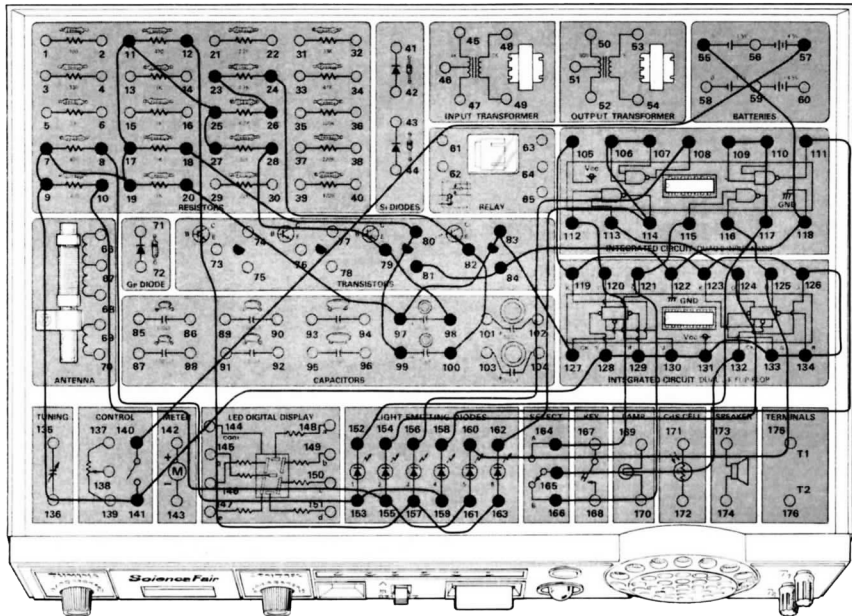 1 2 11 12 21 22 31 32
3 4 13 14 23 24 33 34
5 6 15 16 25 26 35 36
7 8 17 18 27 28 37 38
9 10 19 20 29 30 39 40
RESISTORS
41
42
43
44
Si DIODES
45 48
46
47 49
INPUT TRANSFORMER
50 53
51
52 54
OUTPUT TRANSFORMER
55 56 57
58 59 60
BATTERIES
61 63
62 64
65
RELAY
105 106 107 108 109 110 111
Vcc
GND
112 113 114 115 116 117 118
INTEGRATED CIRCUIT
66
67
68
69
70
ANTENNA
71
72
Ge DIODE
B C E
73 74 75 76 77 78 79 80 81 82 83 84
TRANSISTORS
85 86 89 90 93 94 97 98 101 102
87 88 91 92 95 96 99 100 103 104
CAPACITORS
119 120 121 122 123 124 125 126
GND
Vcc
127 128 129 130 131 132 133 134
INTEGRATED CIRCUIT DUAL J-K FLIP-FLOP
TUNING
136
CONTROL
137 140
138
139 141
METER
142
+
M
-
143
LED DIGITAL DISPLAY
144 148
145 149
146 150
147 151
d
LIGHT EMITTING DIODES
152 154 156 158 160 162
153 155 157 159 161 163
SELECT
164
165
166
KEY
167
168
LAMP
169
170
CdS CELL
171
172
SPEAKER
173
174
TERMINALS
175
T1
T2
176
ScienceFair